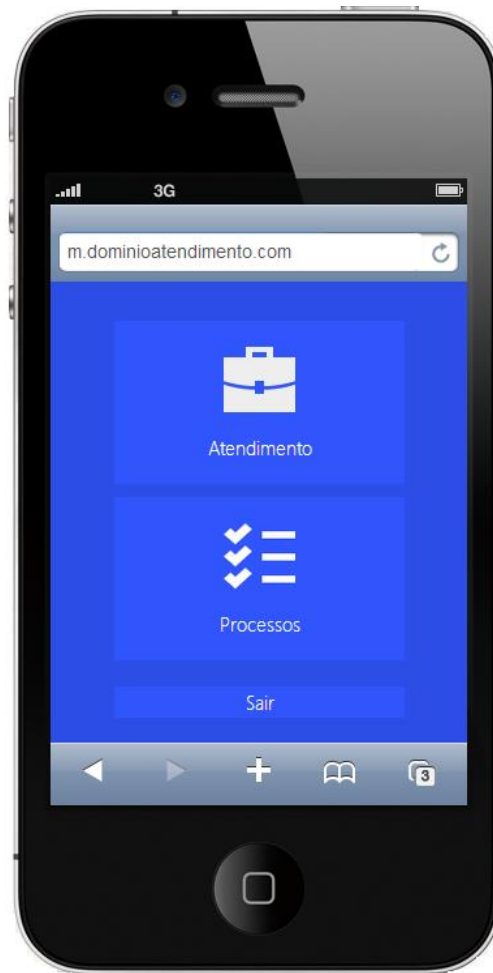 3G
m.dominioatendimento.com
Atendimento
Processos
Sair
3